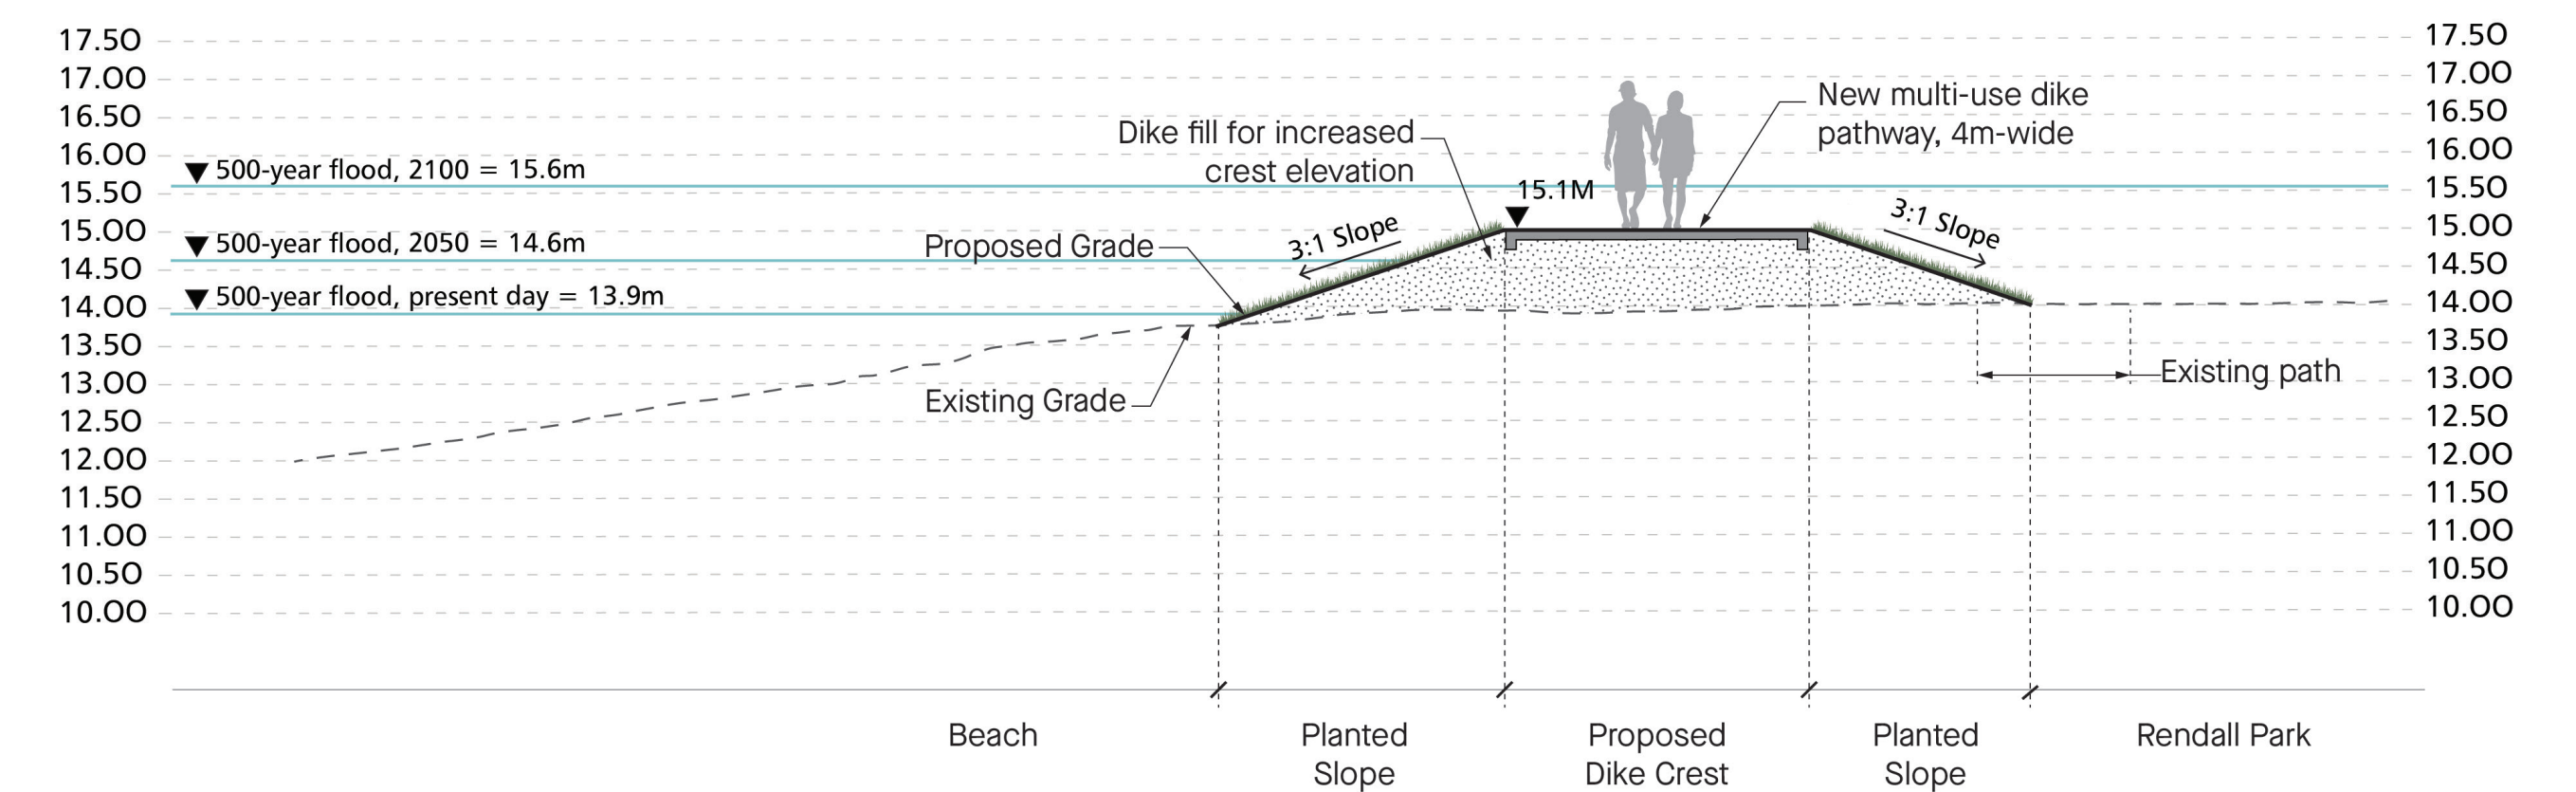 17.50
17.50
17.00
17.00
New multi-use dike
pathway, 4m-wide
16.50
16.50
Dike fill for increased
crest elevation
16.00
16.00
500-year flood, 2100 = 15.6m
15.1M
15.50
15.50
3:1 Slope
3:1 Slope
15.00
15.00
500-year flood, 2050 = 14.6m
Proposed Grade
14.50
14.50
500-year flood, present day = 13.9m
14.00
14.00
13.50
13.50
Existing path
13.00
13.00
Existing Grade
12.50
12.50
12.00
12.00
11.50
11.50
11.00
11.00
10.50
10.50
10.00
10.00
Beach
Planted
Slope
Proposed
Dike Crest
Planted
Slope
Rendall Park